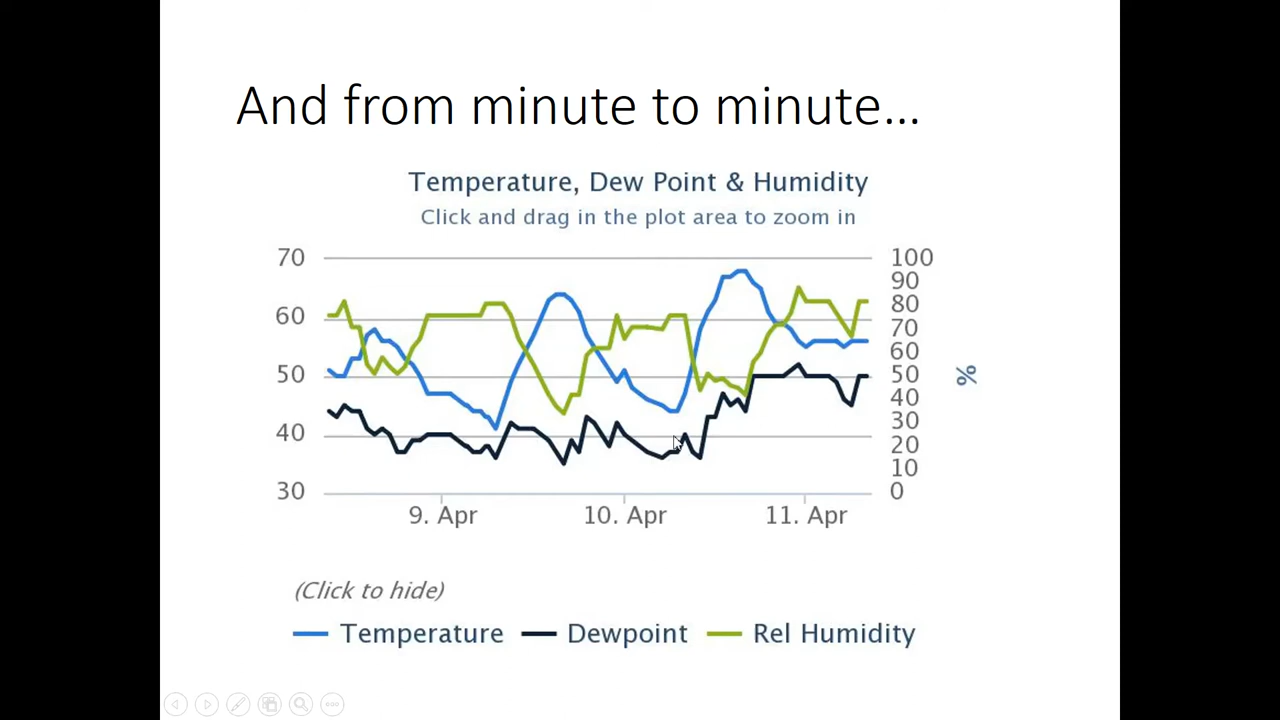 And from minute to minute...
Temperature, Dew Point & Humidity
Click and drag in the plot area to zoom in
70
60
50
40
30
100
90
80
70
60
50
40
30
20
10
0
%
9. Apr 10. Apr 11. Apr
(Click to hide)
Temperature Dewpoint Rel Humidity